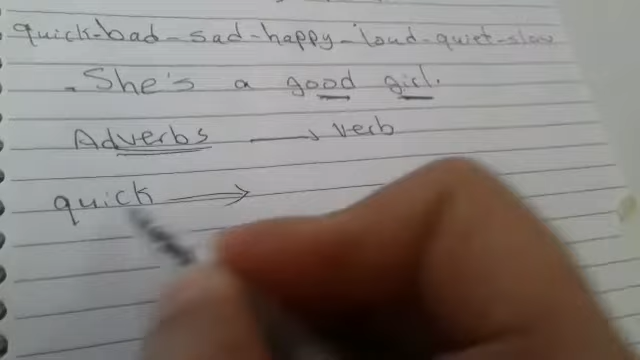 quick-bad-sad-happy-loud-quiet-slow
. She's a good girl.
Adverbs → verb
quick ⟹